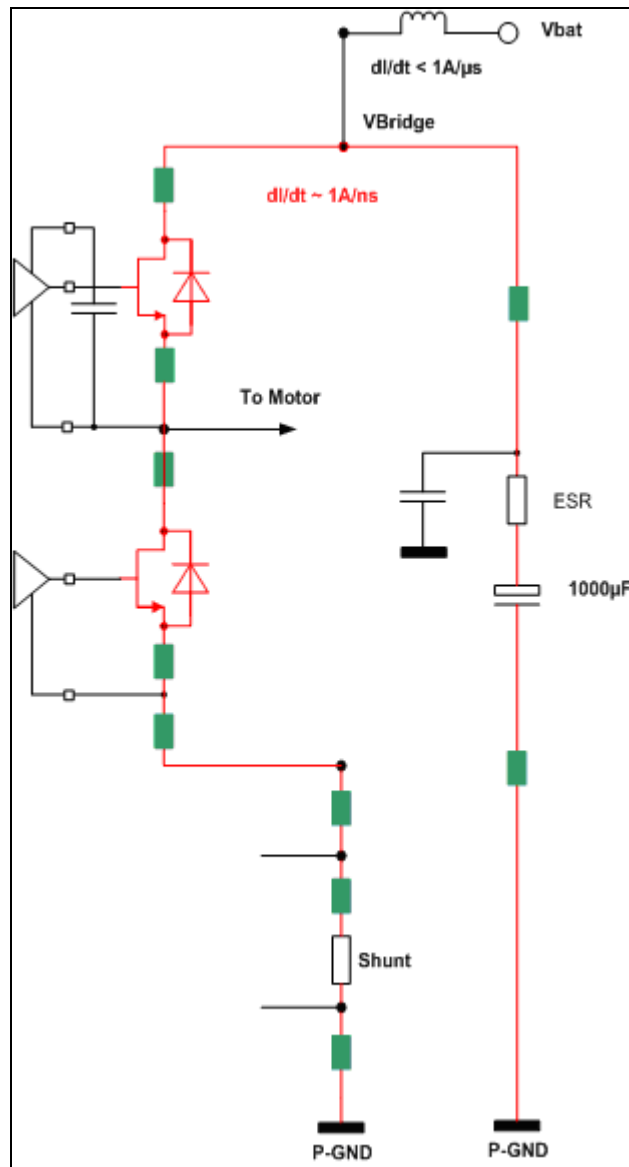 Vbat
dI/dt < 1A/µs
VBridge
dI/dt ~ 1A/ns
To Motor
ESR
1000µF
Shunt
P-GND
P-GND